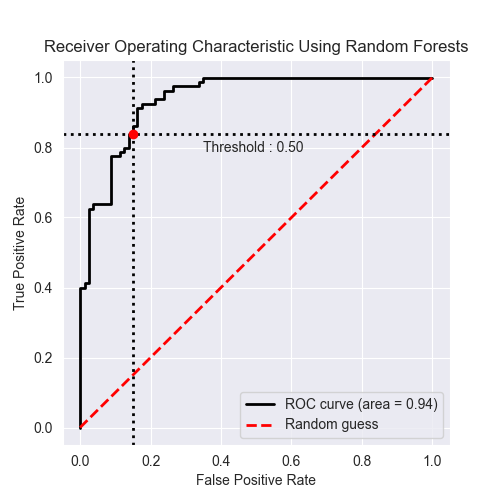 Receiver Operating Characteristic Using Random Forests
1.0
0.8
0.6
0.4
0.2
0.0
True Positive Rate
Threshold : 0.50
ROC curve (area = 0.94)
Random guess
0.0 0.2 0.4 0.6 0.8 1.0
False Positive Rate